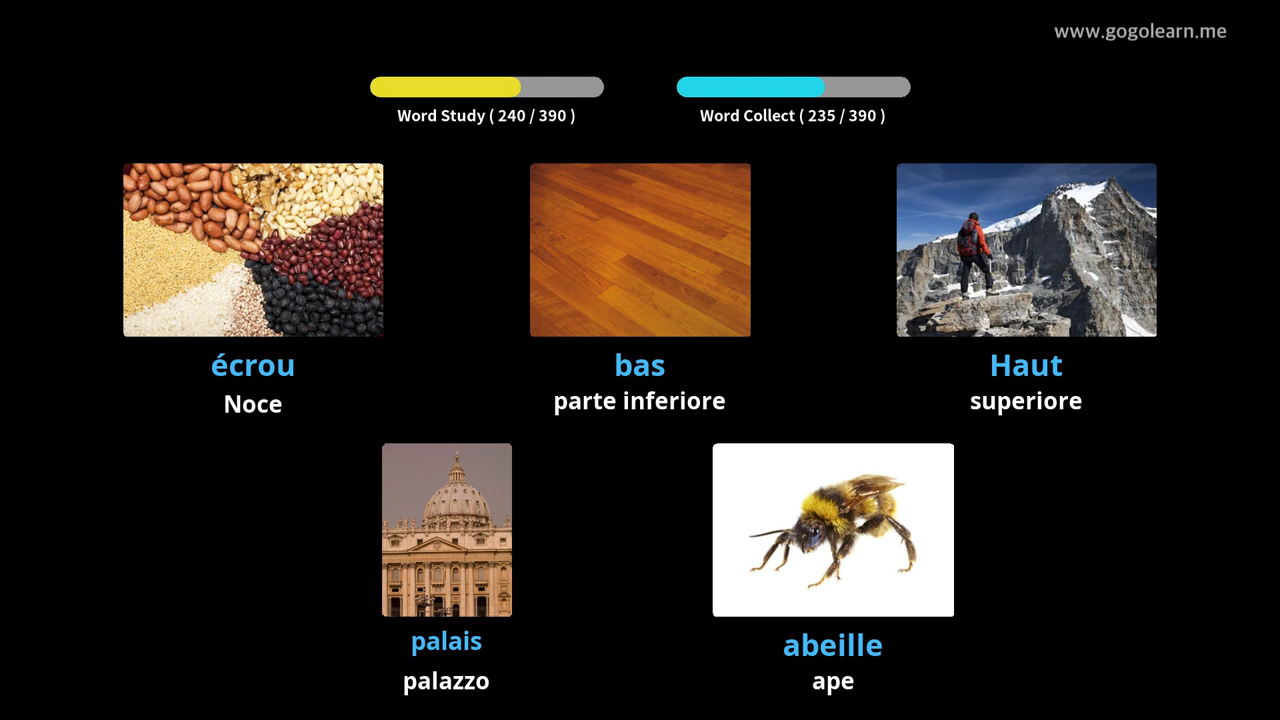 www.gogolearn.me
Word Study ( 240 / 390 )
Word Collect ( 235 / 390 )
écrou
Noce
bas
parte inferiore
Haut
superiore
palais
palazzo
abeille
ape